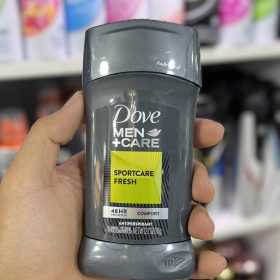 Dove
MEN
+CARE
SPORTCARE
FRESH
48 HR
COMFORT
ANTIPERSPIRANT